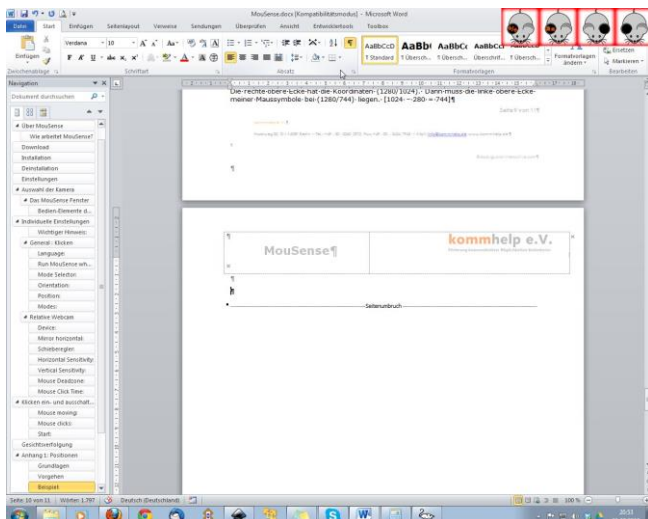 MouSense.docx [Kompatibilitätsmodus] - Microsoft Word
Datei Start Einfügen Seitenlayout Verweise Sendungen Überprüfen Ansicht Entwicklertools
Verdana 10
Einfügen
F K U
AaBbCcD AaBbC AaBbCc AaBbCc
¶ Standard ¶ Übersch... ¶ Übersch... ¶ Übersch...
Formatvorlagen ändern
Ersetzen
Markieren
Zwischenablage Schriftart Absatz Formatvorlagen Bearbeiten
Navigation
Dokument durchsuchen
Über MouSense
Wie arbeitet MouSense?
Download
Installation
Deinstallation
Einstellungen
Auswahl der Kamera
Das MouSense Fenster
Bedien-Elemente d...
Individuelle Einstellungen
Wichtiger Hinweis:
General - Klicken
Language:
Run MouSense wh...
Mode Selector:
Orientation:
Position:
Modes:
Relative Webcam
Device:
Mirror horizontal:
Schieberegler:
Horizontal Sensitivity:
Vertical Sensitivity:
Mouse Deadzone:
Mouse Click Time:
Klicken ein- und ausschalt...
Mouse moving:
Mouse clicks:
Start:
Gesichtsverfolgung
Anhang 1: Positionen
Grundlagen
Vorgehen
Beispiel:
Die rechte obere Ecke hat die Koordinaten (1280/1024). Dann muss die linke obere Ecke
meiner Maussymbole bei (1280/744) liegen. [1024 - 280 = 744]¶
MouSense¶
kommhelp e.V.
Seitenumbruch
Seite: 10 von 11 Wörter: 1.797 Deutsch (Deutschland) 100 %
20:51